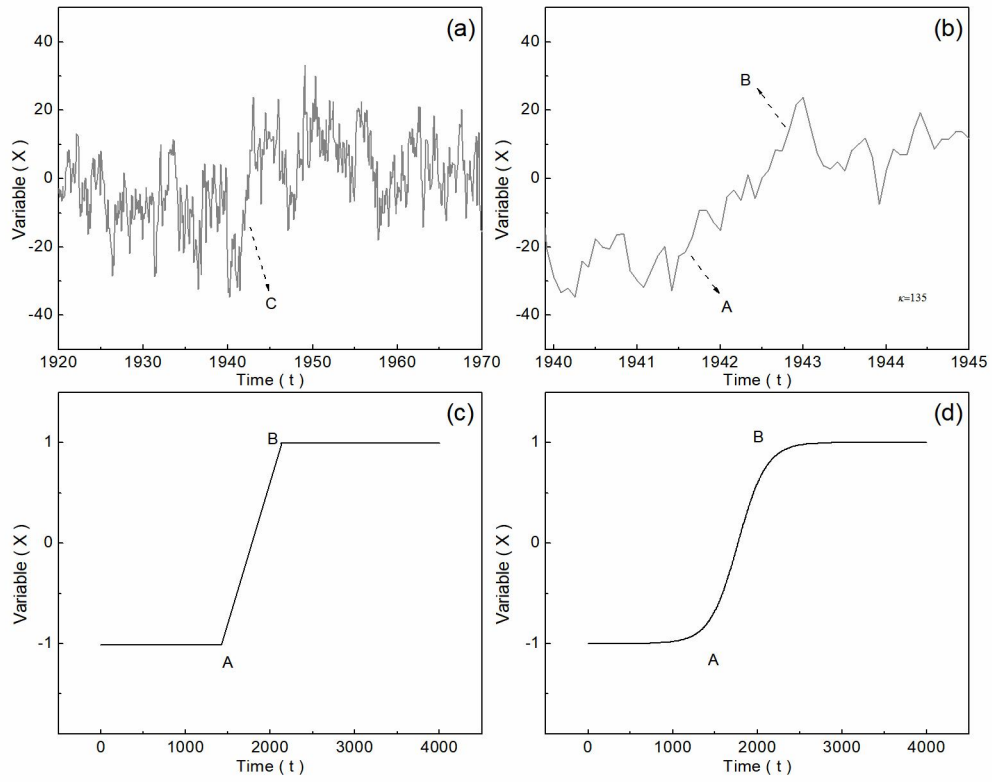 (a)
40
20
0
-20
-40
Variable ( X )
C
1920 1930 1940 1950 1960 1970
Time ( t )
(b)
40
20
0
-20
-40
Variable ( X )
B
A
κ=135
1940 1941 1942 1943 1944 1945
Time ( t )
(c)
1
0
-1
Variable ( X )
B
A
0 1000 2000 3000 4000
Time ( t )
(d)
1
0
-1
Variable ( X )
B
A
0 1000 2000 3000 4000
Time ( t )